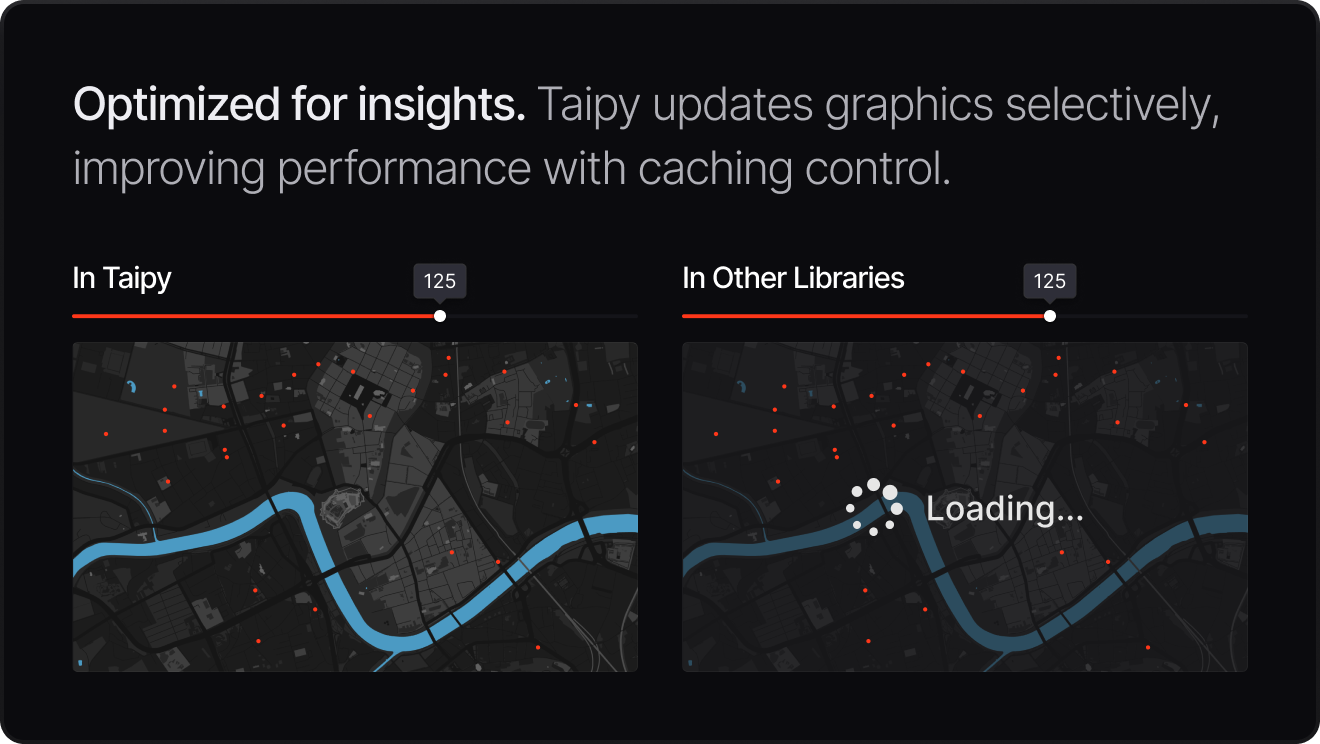 Optimized for insights. Taipy updates graphics selectively,
improving performance with caching control.
In Taipy
125
In Other Libraries
125
Loading...